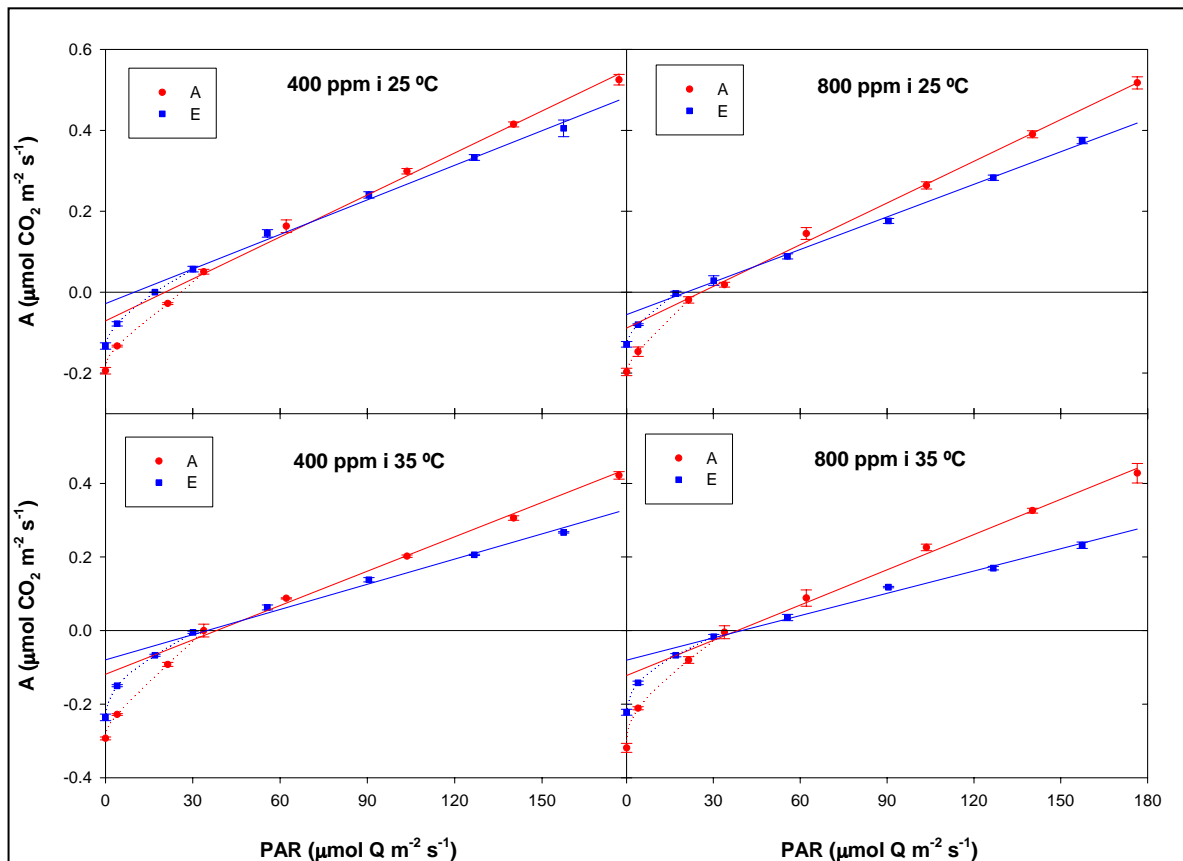 0.6
0.4
0.2
0.0
-0.2
A (μmol CO₂ m⁻² s⁻¹)
A
E
400 ppm i 25 ºC
A
E
800 ppm i 25 ºC
0.4
0.2
0.0
-0.2
-0.4
A (μmol CO₂ m⁻² s⁻¹)
A
E
400 ppm i 35 ºC
A
E
800 ppm i 35 ºC
0 30 60 90 120 150
0 30 60 90 120 150 180
PAR (μmol Q m⁻² s⁻¹)
PAR (μmol Q m⁻² s⁻¹)